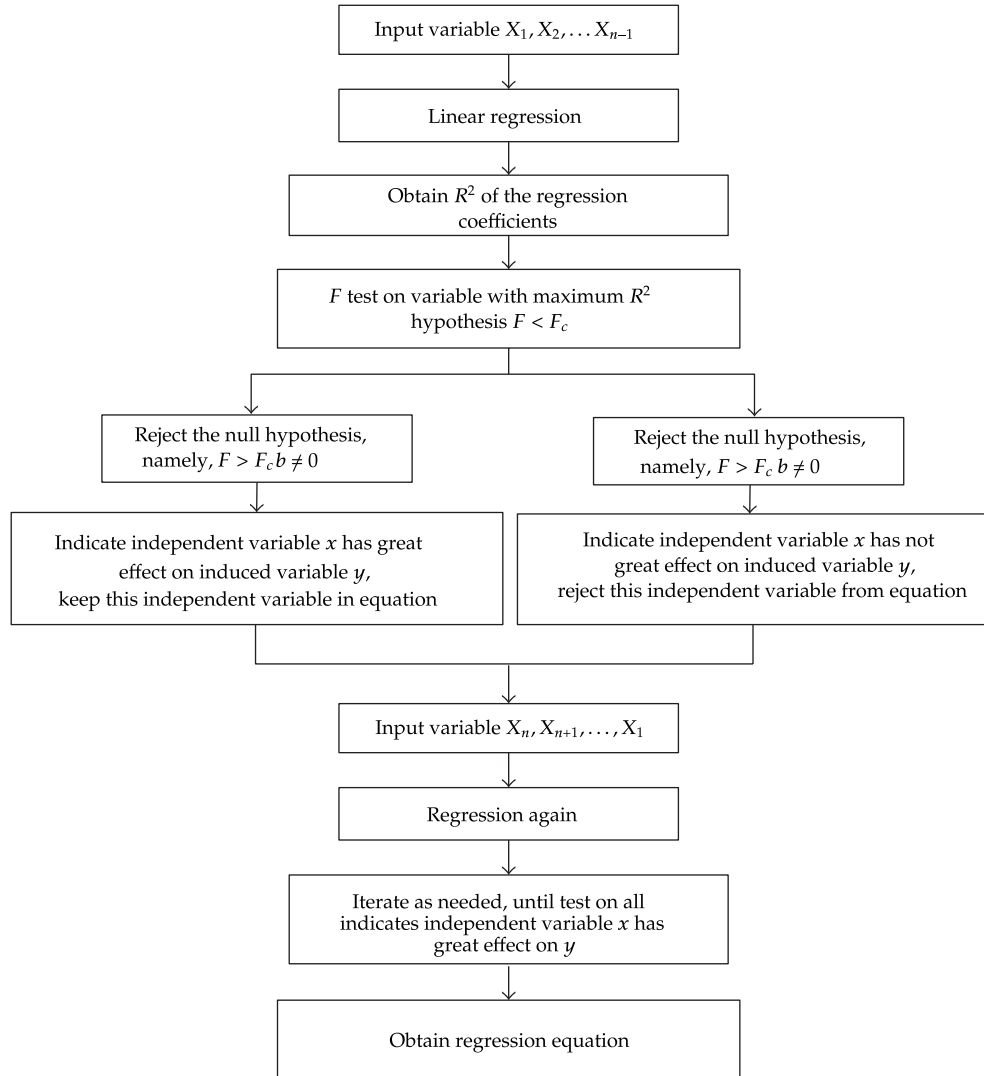 Input variable X₁, X₂, … Xₙ₋₁
Linear regression
Obtain R² of the regression
coefficients
F test on variable with maximum R²
hypothesis F < F_c
Reject the null hypothesis,
namely, F > F_c b ≠ 0
Reject the null hypothesis,
namely, F > F_c b ≠ 0
Indicate independent variable x has great
effect on induced variable y,
keep this independent variable in equation
Indicate independent variable x has not
great effect on induced variable y,
reject this independent variable from equation
Input variable Xₙ, Xₙ₊₁, …, X₁
Regression again
Iterate as needed, until test on all
indicates independent variable x has
great effect on y
Obtain regression equation